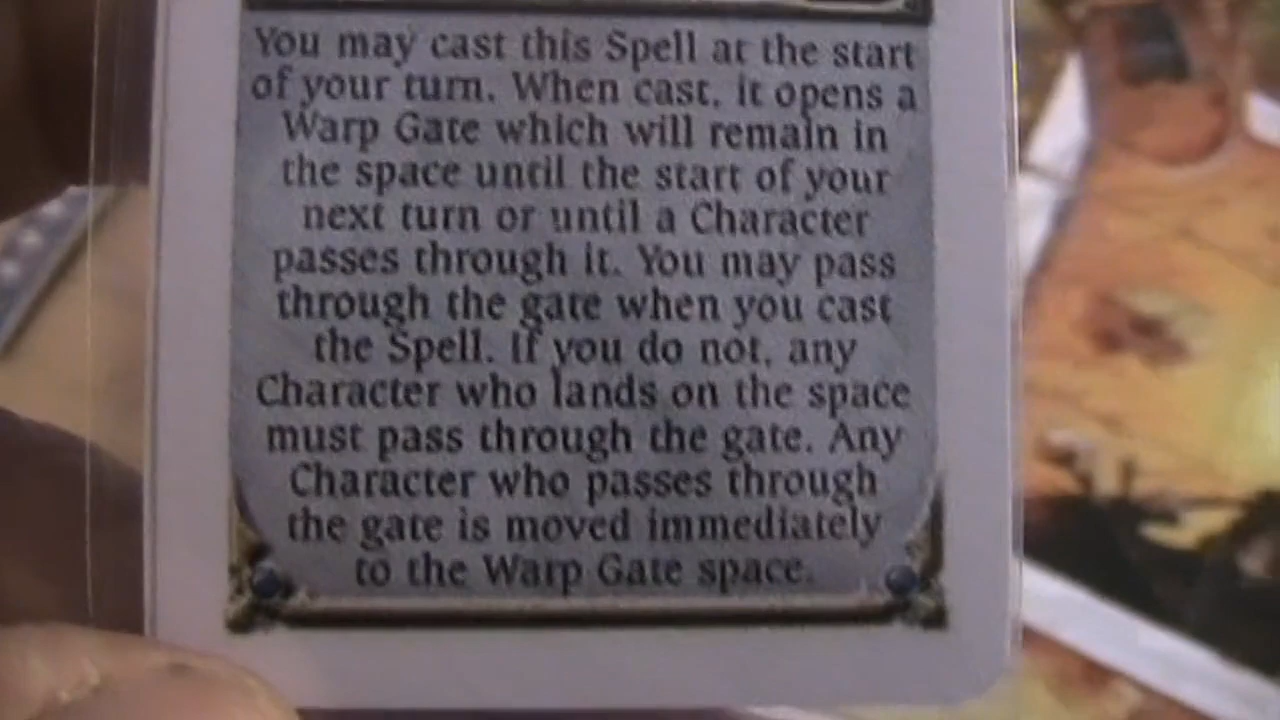 You may cast this Spell at the start
of your turn. When cast, it opens a
Warp Gate which will remain in
the space until the start of your
next turn or until a Character
passes through it. You may pass
through the gate when you cast
the Spell. If you do not, any
Character who lands on the space
must pass through the gate. Any
Character who passes through
the gate is moved immediately
to the Warp Gate space.